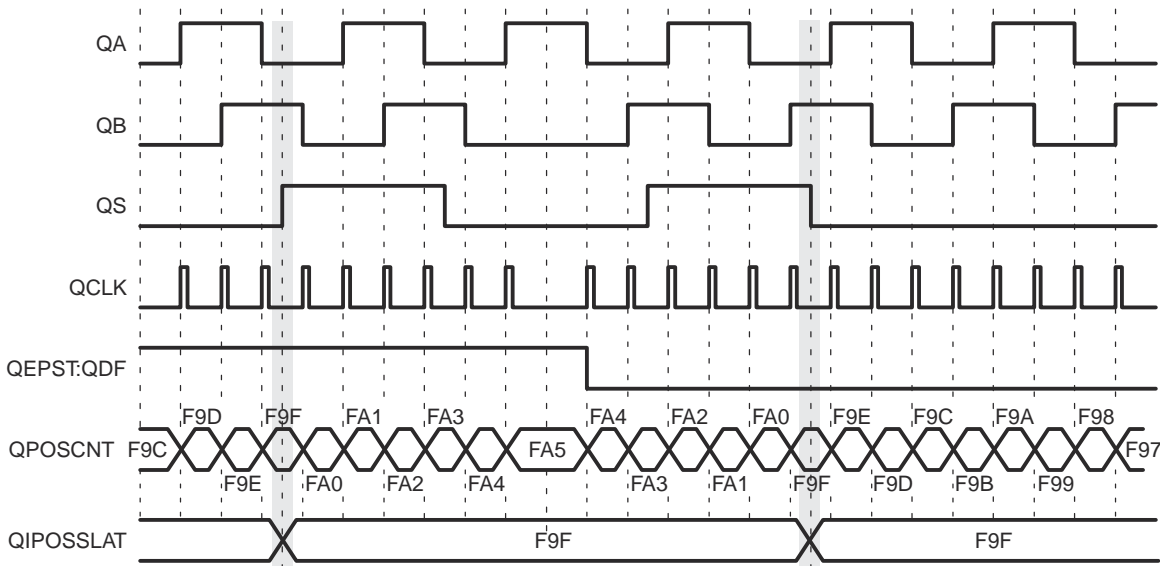 QA
QB
QS
QCLK
QEPST:QDF
F9D F9F FA1 FA3 FA4 FA2 FA0 F9E F9C F9A F98
QPOSCNT F9C FA5 F97
F9E FA0 FA2 FA4 FA3 FA1 F9F F9D F9B F99
QIPOSSLAT F9F F9F